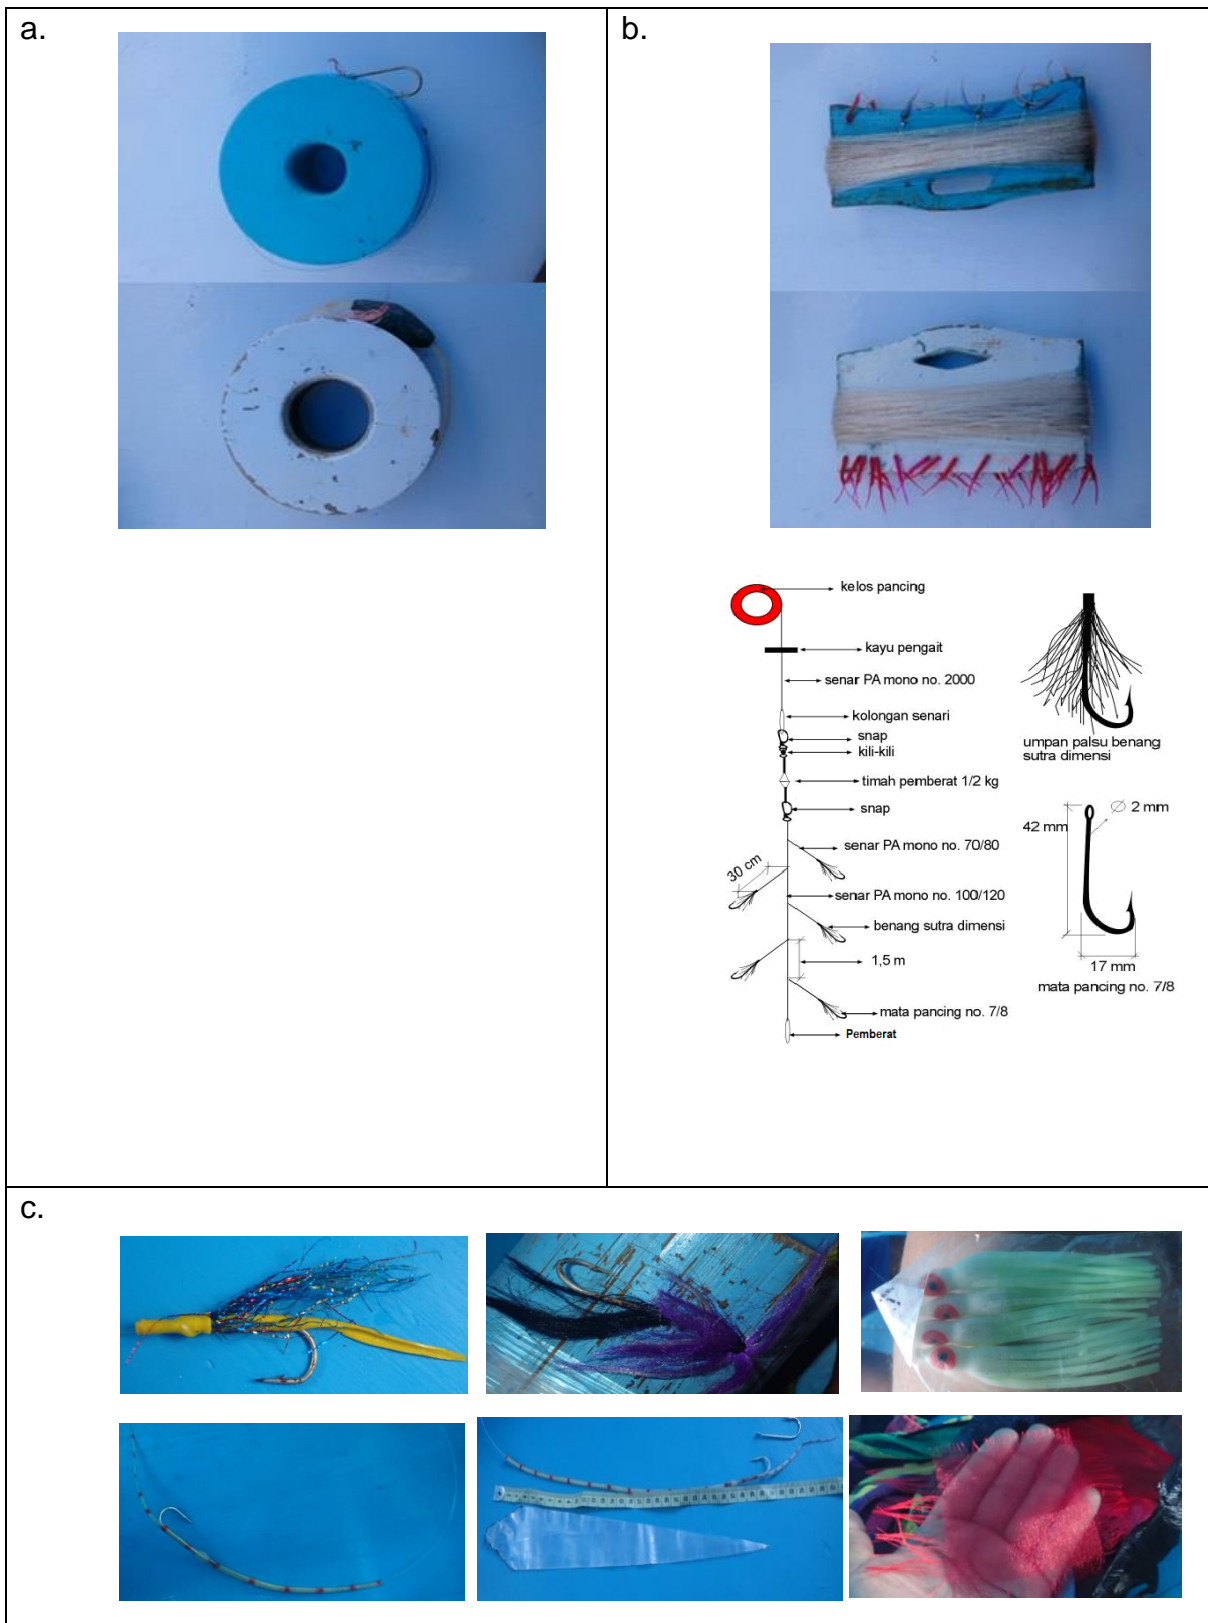 a.
b.
kelos pancing
kayu pengait
senar PA mono no. 2000
kolongan senari
snap
kili-kili
umpan palsu benang
sutra dimensi
timah pemberat 1/2 kg
snap
Ø 2 mm
42 mm
senar PA mono no. 70/80
30 cm
senar PA mono no. 100/120
benang sutra dimensi
1,5 m
17 mm
mata pancing no. 7/8
mata pancing no. 7/8
Pemberat
c.